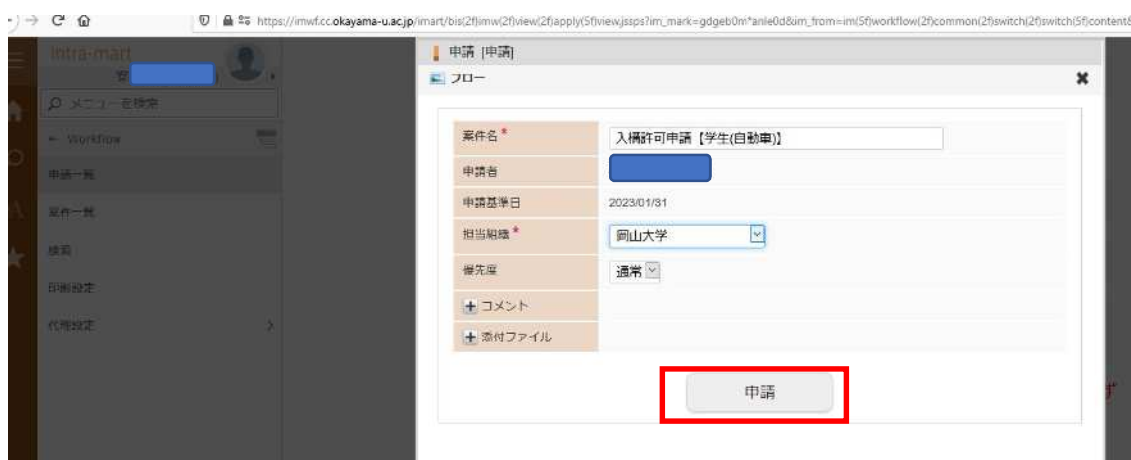 https://imwf.cc.okayama-u.ac.jp/imart/bis(2f)imw(2f)view(2f)apply(5f)view.jssps?im_mark=gdgeb0m*anie0d&im_from=im(5f)workflow(2f)common(2f)switch(2f)switch(5f)content&
intra-mart
メニューを検索
← Workflow
申請一覧
案件一覧
検索
印刷設定
代理設定
申請 [申請]
フロー
案件名*
入構許可申請【学生(自動車)】
申請者
申請基準日
2023/01/31
担当組織*
岡山大学
優先度
通常
コメント
添付ファイル
申請